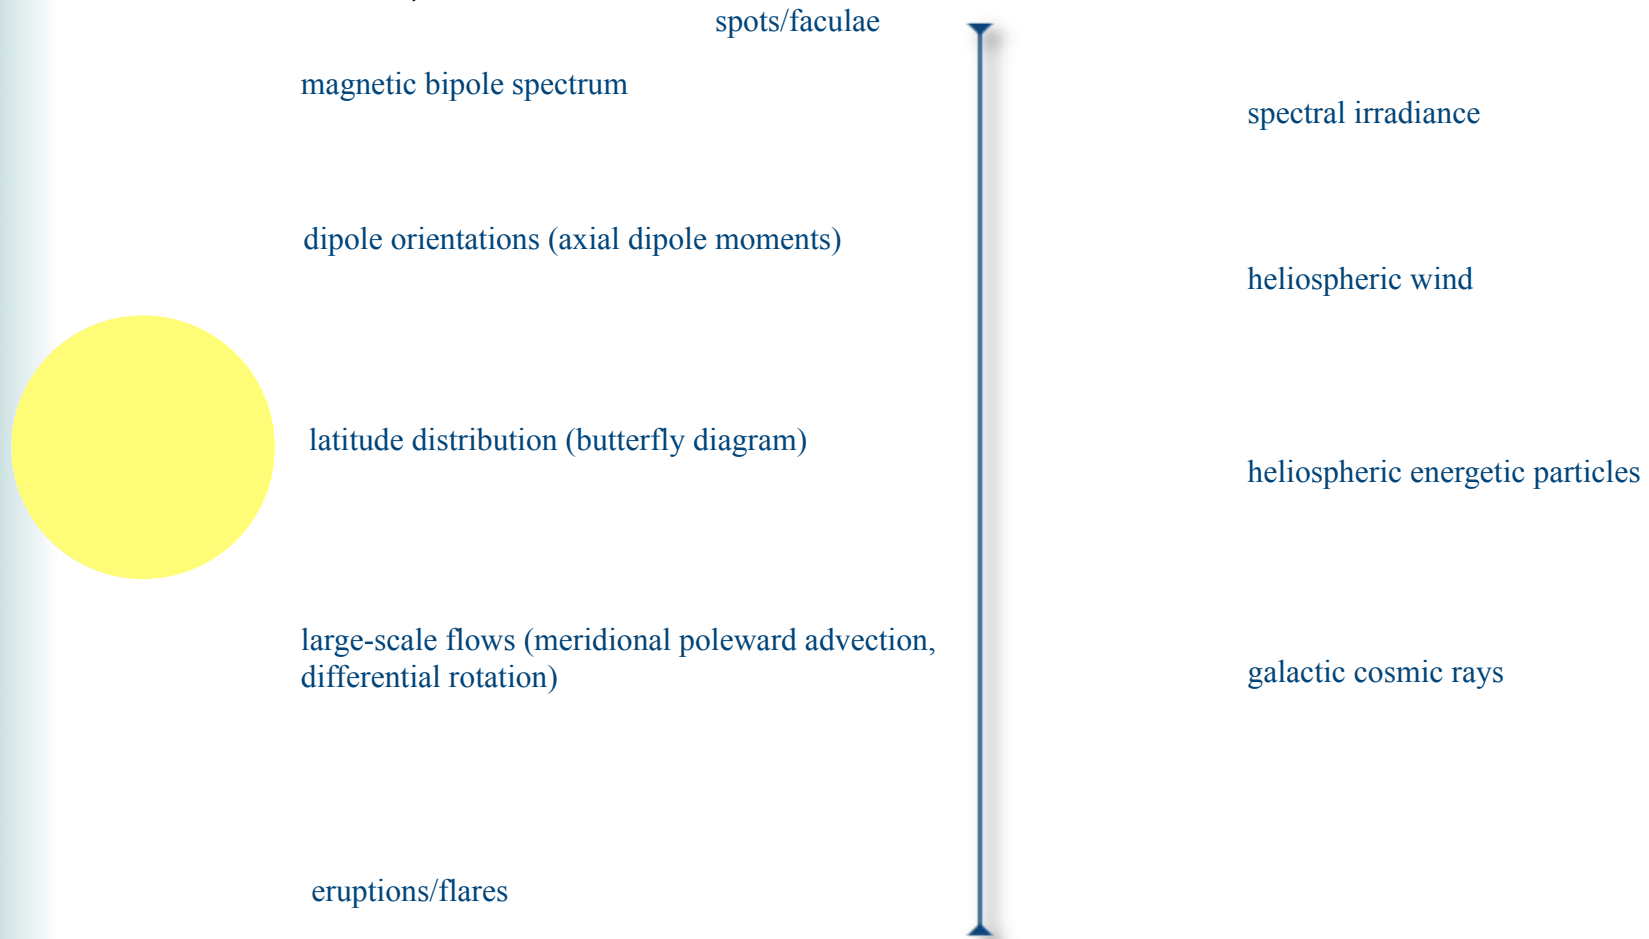 spots/faculae
magnetic bipole spectrum
spectral irradiance
dipole orientations (axial dipole moments)
heliospheric wind
latitude distribution (butterfly diagram)
heliospheric energetic particles
large-scale flows (meridional poleward advection,
differential rotation)
galactic cosmic rays
eruptions/flares